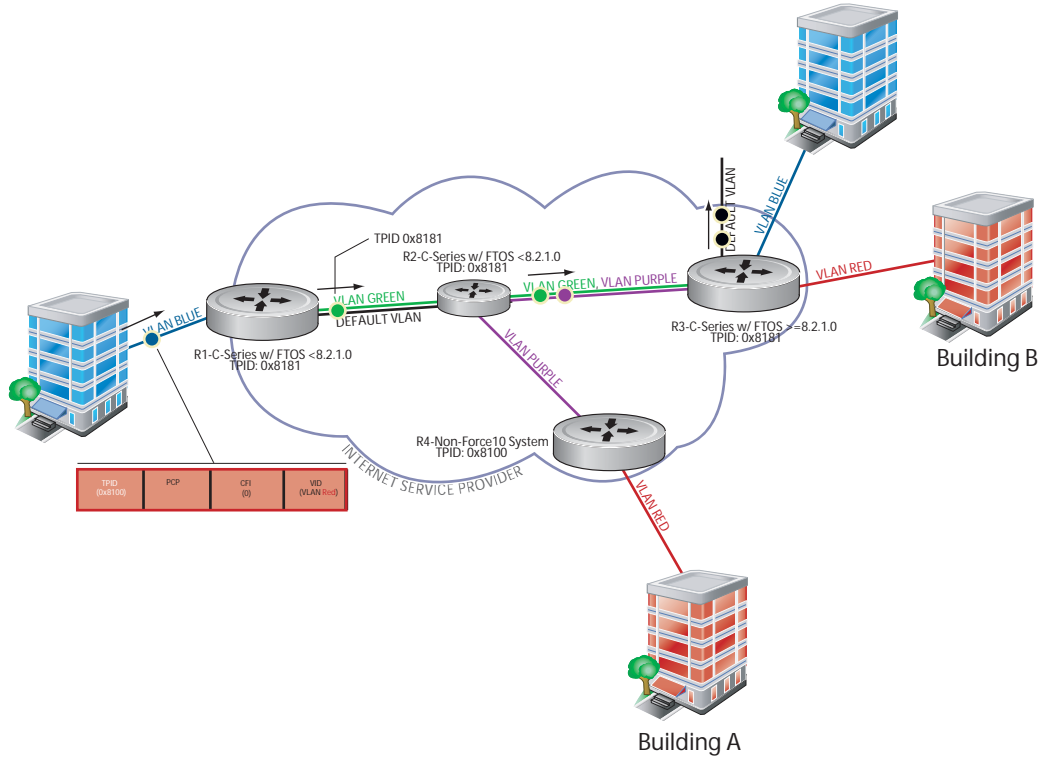 VLAN BLUE
DEFAULT VLAN
VLAN RED
Building B
TPID 0x8181
R2-C-Series w/ FTOS <8.2.1.0
TPID: 0x8181
VLAN GREEN, VLAN PURPLE
VLAN GREEN
DEFAULT VLAN
VLAN BLUE
R1-C-Series w/ FTOS <8.2.1.0
TPID: 0x8181
R3-C-Series w/ FTOS >=8.2.1.0
TPID: 0x8181
VLAN PURPLE
R4-Non-Force10 System
TPID: 0x8100
INTERNET SERVICE PROVIDER
TPID
(0x8100)
PCP
CFI
(0)
VID
(VLAN Red)
VLAN RED
Building A